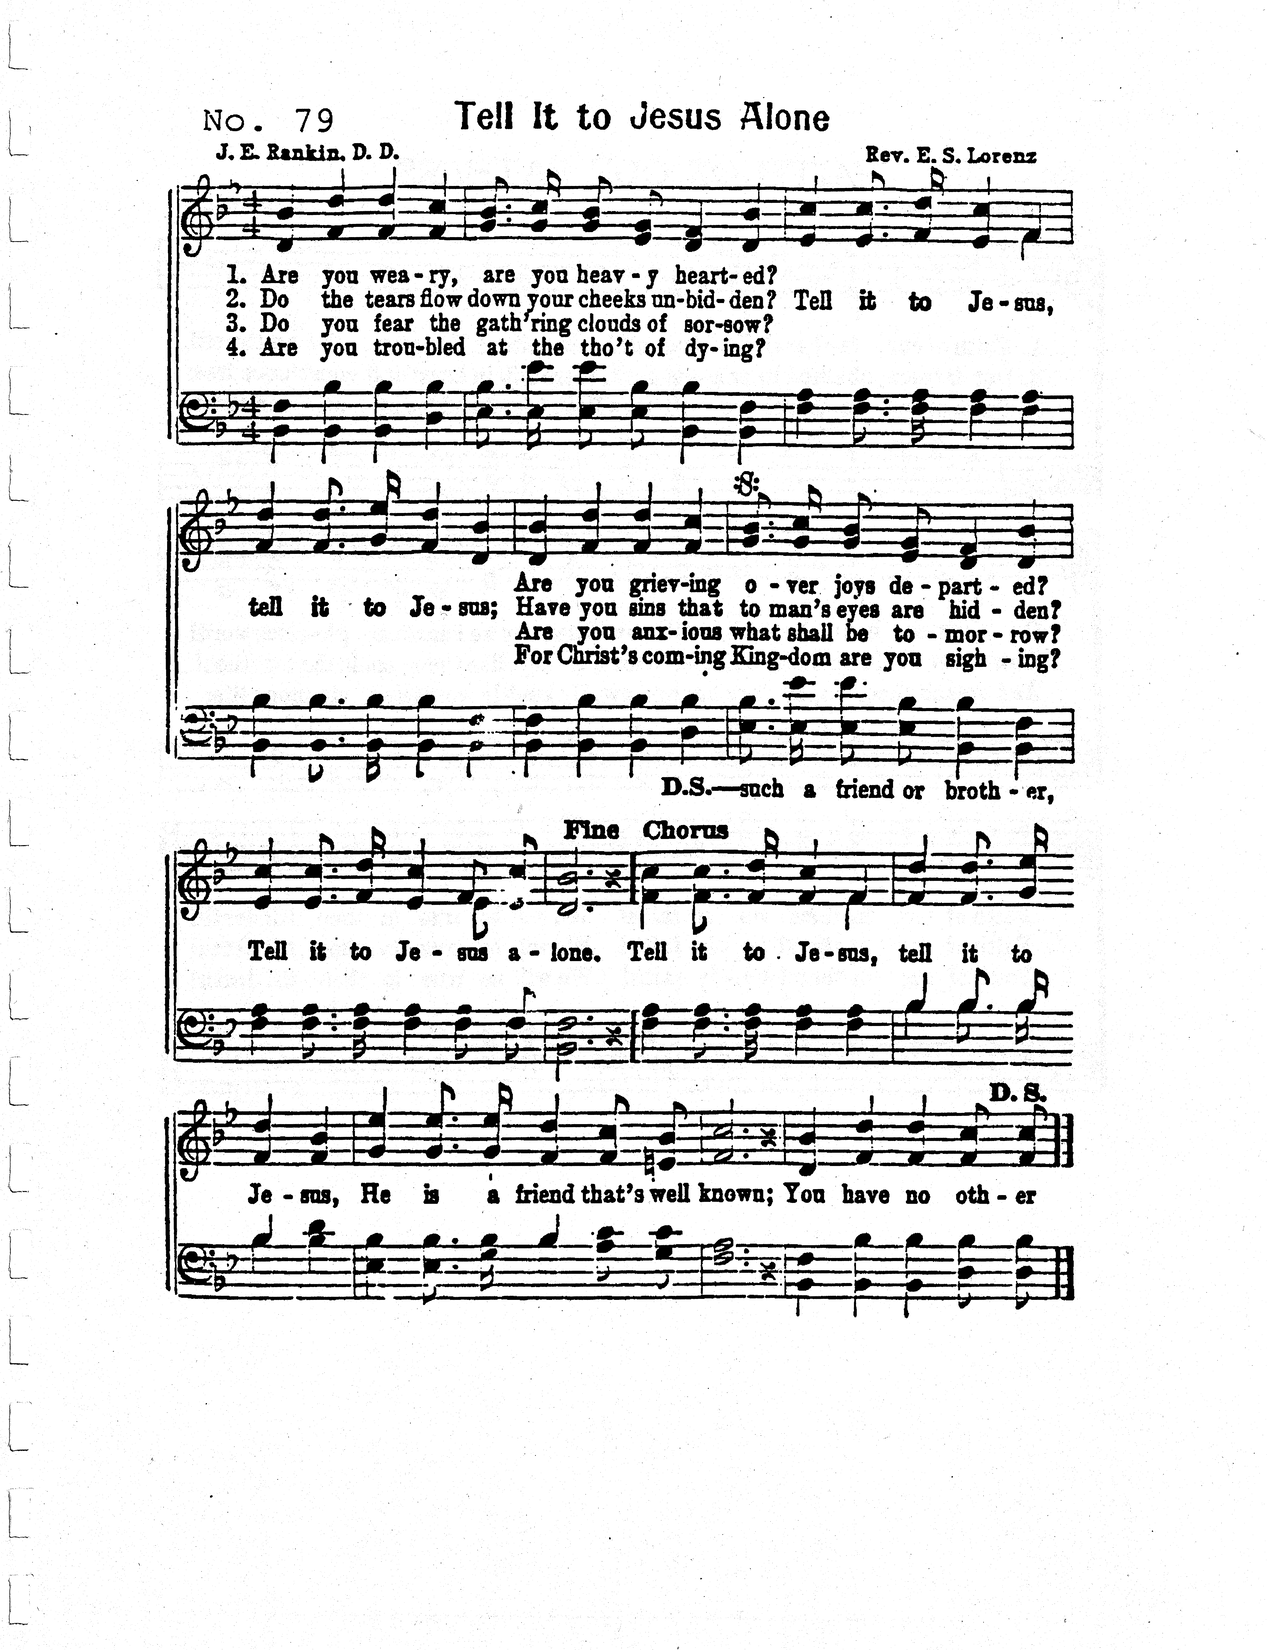 No. 79 Tell It to Jesus Alone
J. E. Rankin, D. D. Rev. E. S. Lorenz
1. Are you wea-ry, are you heav-y heart-ed?
2. Do the tears flow down your cheeks un-bid-den? Tell it to Je-sus,
3. Do you fear the gath'ring clouds of sor-sow?
4. Are you trou-bled at the tho't of dy-ing?
Are you griev-ing o-ver joys de-part-ed?
tell it to Je-sus; Have you sins that to man's eyes are hid-den?
Are you anx-ious what shall be to-mor-row?
For Christ's com-ing King-dom are you sigh-ing?
D.S.—such a friend or broth-er,
Fine Chorus
Tell it to Je-sus a-lone. Tell it to Je-sus, tell it to
D. S.
Je-sus, He is a friend that's well known; You have no oth-er